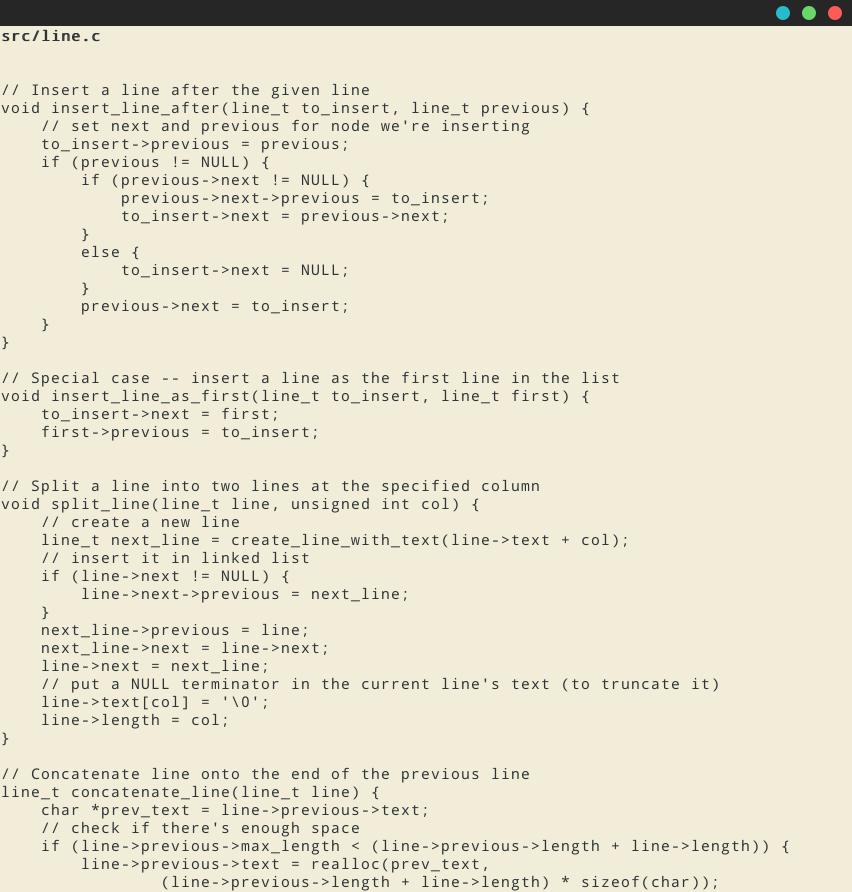 src/line.c
// Insert a line after the given line
void insert_line_after(line_t to_insert, line_t previous) {
    // set next and previous for node we're inserting
    to_insert->previous = previous;
    if (previous != NULL) {
        if (previous->next != NULL) {
            previous->next->previous = to_insert;
            to_insert->next = previous->next;
        }
        else {
            to_insert->next = NULL;
        }
        previous->next = to_insert;
    }
}
// Special case -- insert a line as the first line in the list
void insert_line_as_first(line_t to_insert, line_t first) {
    to_insert->next = first;
    first->previous = to_insert;
}
// Split a line into two lines at the specified column
void split_line(line_t line, unsigned int col) {
    // create a new line
    line_t next_line = create_line_with_text(line->text + col);
    // insert it in linked list
    if (line->next != NULL) {
        line->next->previous = next_line;
    }
    next_line->previous = line;
    next_line->next = line->next;
    line->next = next_line;
    // put a NULL terminator in the current line's text (to truncate it)
    line->text[col] = '\0';
    line->length = col;
}
// Concatenate line onto the end of the previous line
line_t concatenate_line(line_t line) {
    char *prev_text = line->previous->text;
    // check if there's enough space
    if (line->previous->max_length < (line->previous->length + line->length)) {
        line->previous->text = realloc(prev_text,
                (line->previous->length + line->length) * sizeof(char));